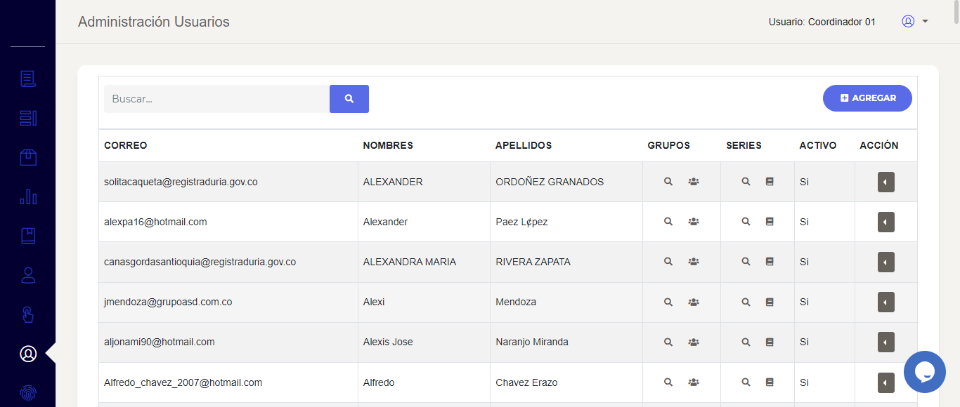 Administración Usuarios
Usuario: Coordinador 01
Buscar...
AGREGAR
CORREO NOMBRES APELLIDOS GRUPOS SERIES ACTIVO ACCIÓN
solitacaqueta@registraduria.gov.co ALEXANDER ORDOÑEZ GRANADOS Si
alexpa16@hotmail.com Alexander Paez L¢pez Si
canasgordasantioquia@registraduria.gov.co ALEXANDRA MARIA RIVERA ZAPATA Si
jmendoza@grupoasd.com.co Alexi Mendoza Si
aljonami90@hotmail.com Alexis Jose Naranjo Miranda Si
Alfredo_chavez_2007@hotmail.com Alfredo Chavez Erazo Si